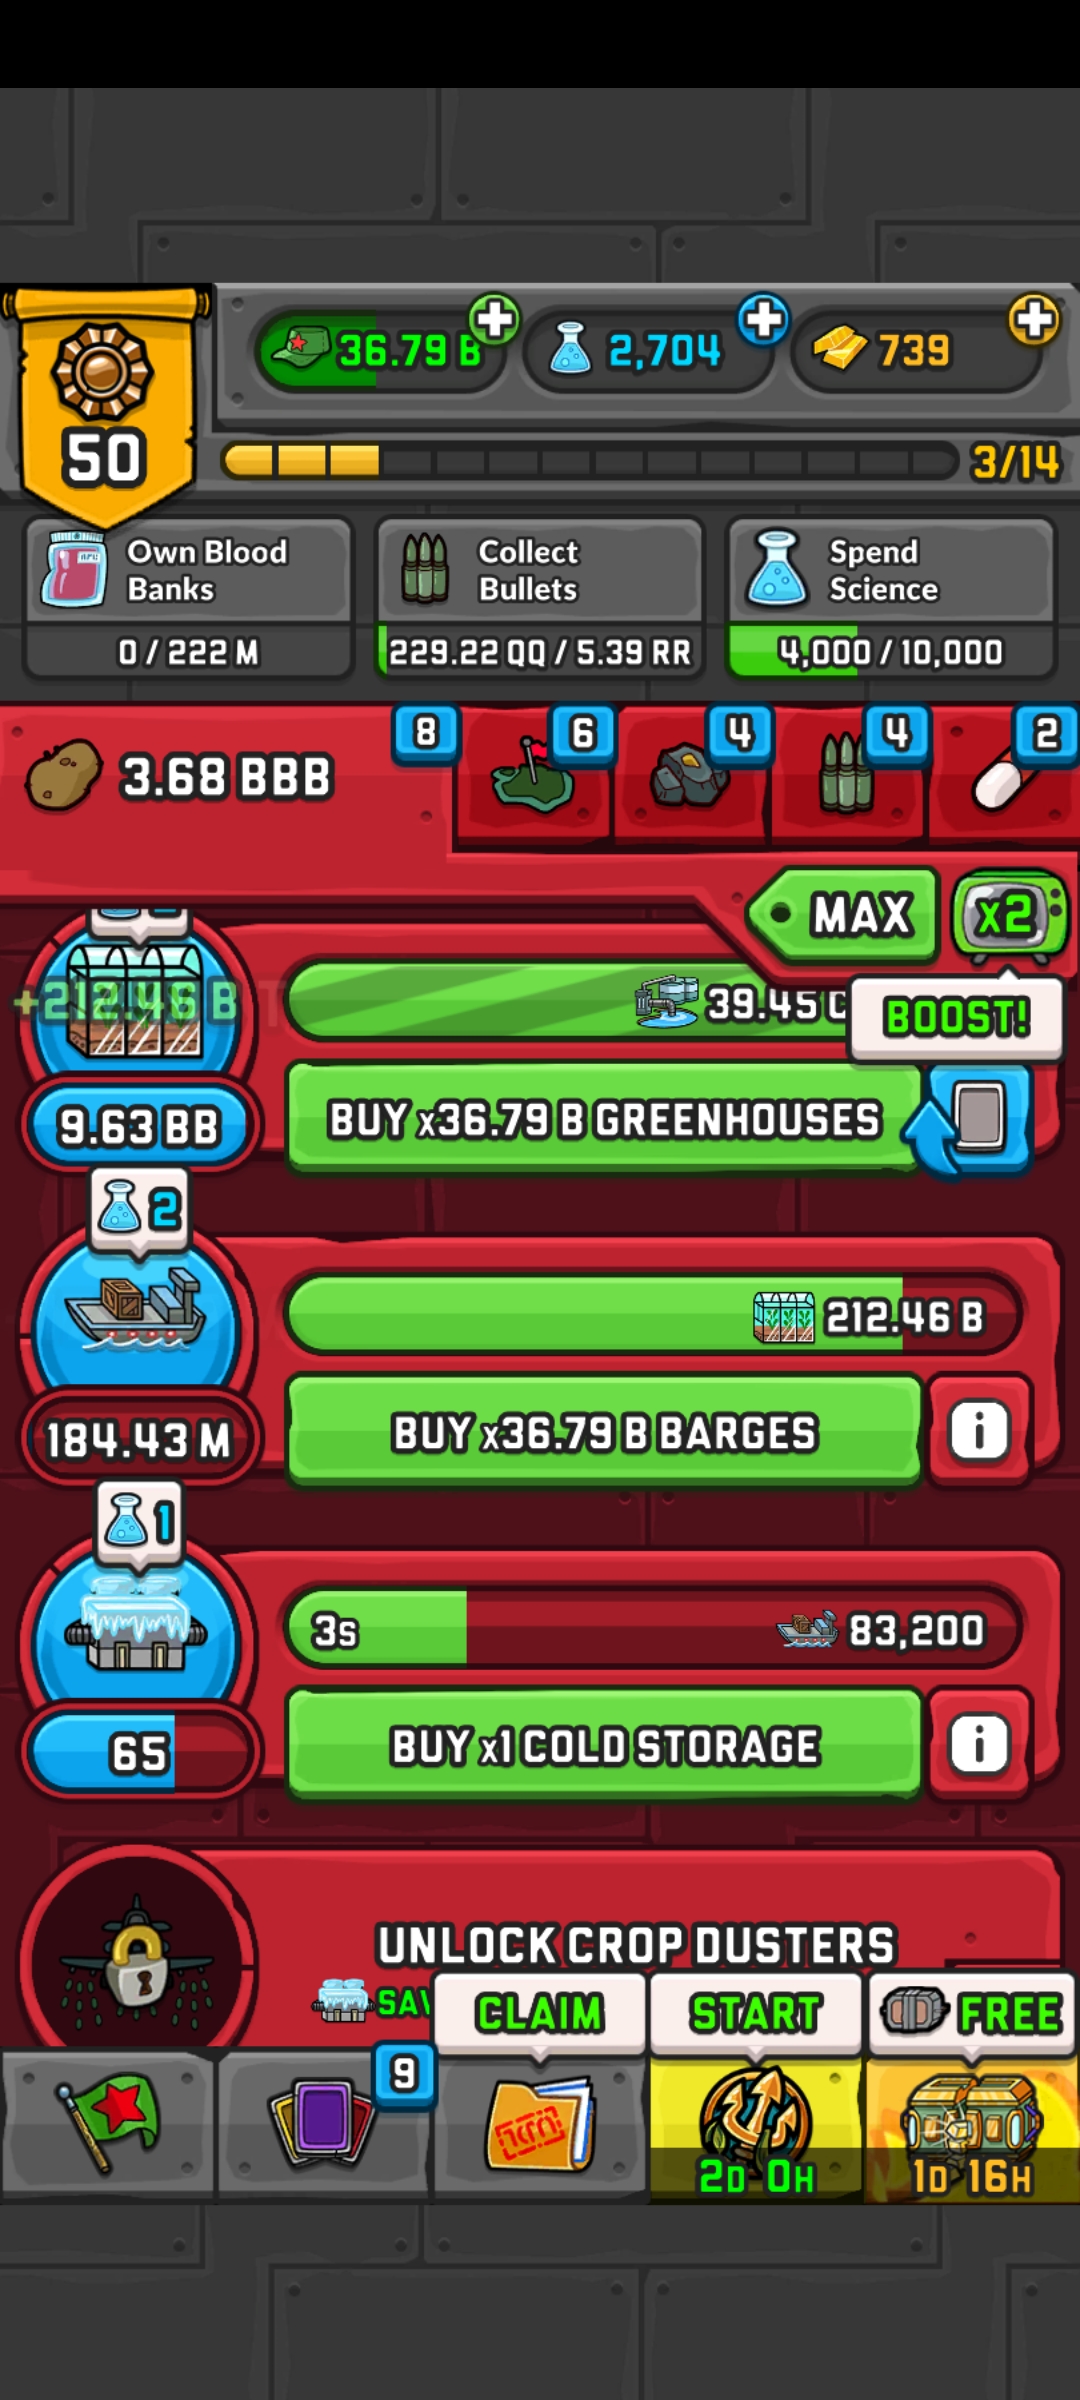 36.79 B
2,704
739
50
3/14
Own Blood
Banks
0 / 222 M
Collect
Bullets
229.22 QQ / 5.39 RR
Spend
Science
4,000 / 10,000
3.68 BBB
8
6
4
4
2
MAX
x2
BOOST!
+212.46 B
39.45
9.63 BB
BUY x36.79 B GREENHOUSES
2
212.46 B
184.43 M
BUY x36.79 B BARGES
i
1
3s
83,200
65
BUY x1 COLD STORAGE
i
UNLOCK CROP DUSTERS
CLAIM
START
FREE
9
2D 0H
1D 16H